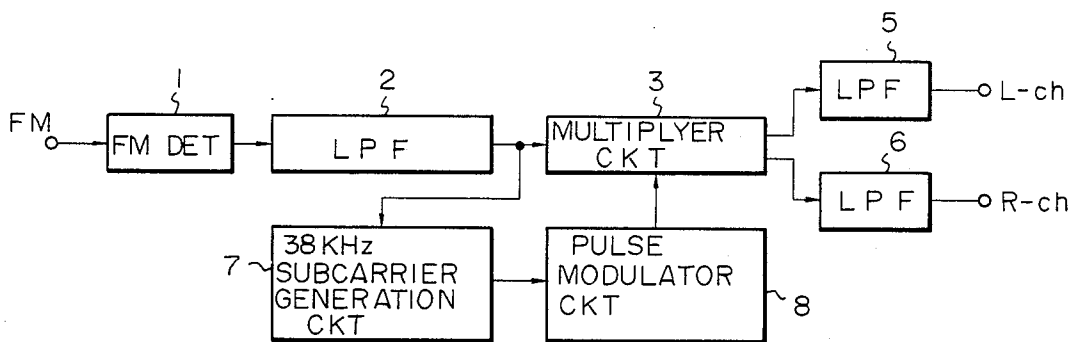 FM
1
FM DET
2
LPF
3
MULTIPLYER
CKT
5
LPF
L-ch
6
LPF
R-ch
7
38KHz
SUBCARRIER
GENERATION
CKT
PULSE
MODULATOR
CKT
8